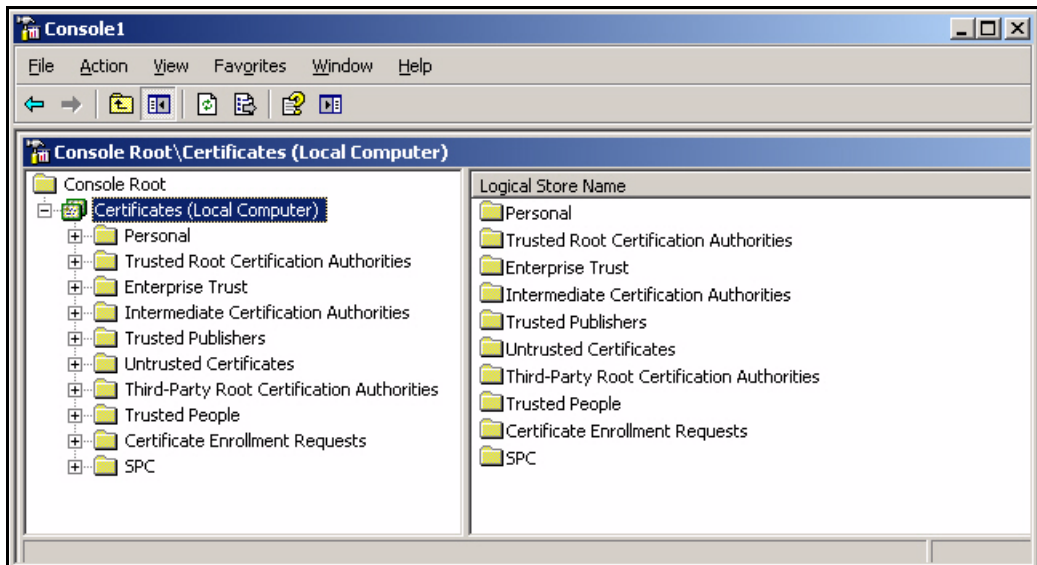 Console1
File Action View Favorites Window Help
Console Root\Certificates (Local Computer)
Console Root
Certificates (Local Computer)
Personal
Trusted Root Certification Authorities
Enterprise Trust
Intermediate Certification Authorities
Trusted Publishers
Untrusted Certificates
Third-Party Root Certification Authorities
Trusted People
Certificate Enrollment Requests
SPC
Logical Store Name
Personal
Trusted Root Certification Authorities
Enterprise Trust
Intermediate Certification Authorities
Trusted Publishers
Untrusted Certificates
Third-Party Root Certification Authorities
Trusted People
Certificate Enrollment Requests
SPC